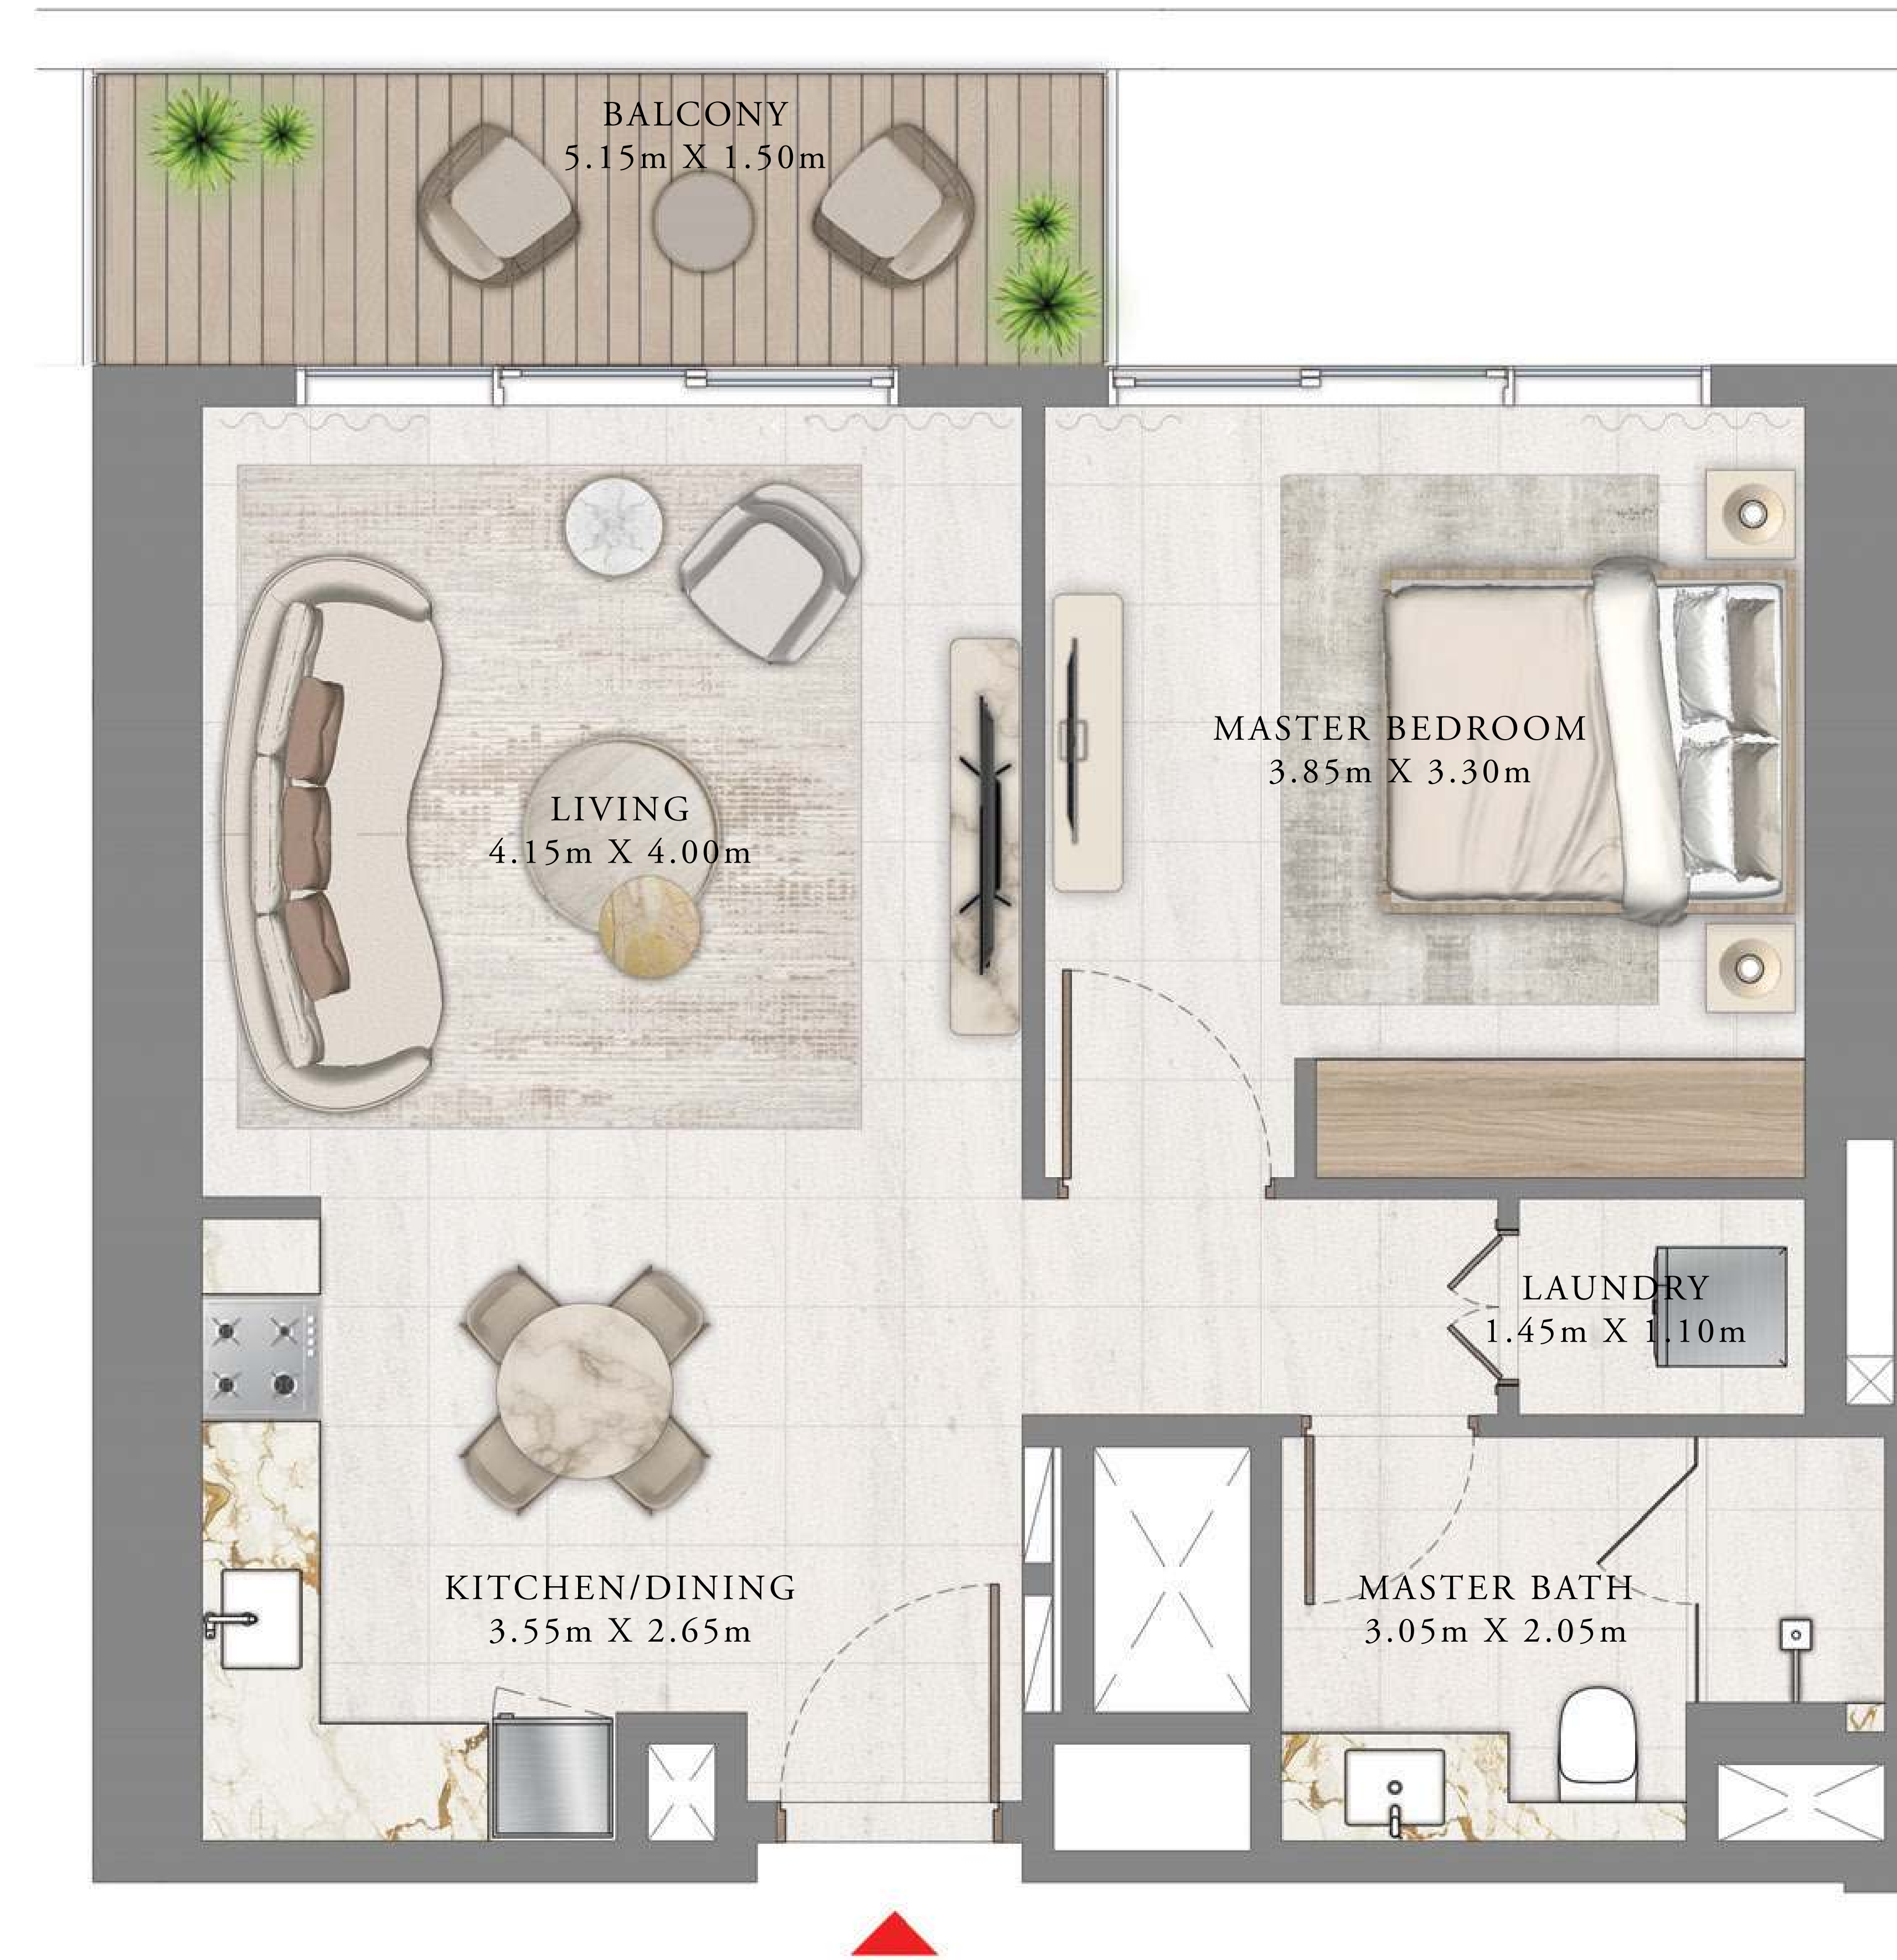 BALCONY
5.15m X 1.50m
MASTER BEDROOM
3.85m X 3.30m
LIVING
4.15m X 4.00m
LAUNDRY
1.45m X 1.10m
KITCHEN/DINING
3.55m X 2.65m
MASTER BATH
3.05m X 2.05m